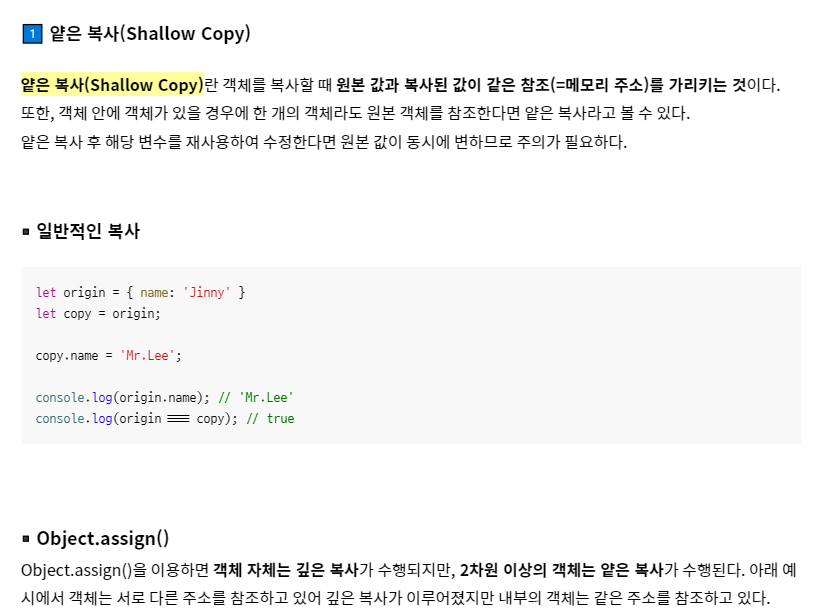 1 얕은 복사(Shallow Copy)
얕은 복사(Shallow Copy)란 객체를 복사할 때 원본 값과 복사된 값이 같은 참조(=메모리 주소)를 가리키는 것이다.
또한, 객체 안에 객체가 있을 경우에 한 개의 객체라도 원본 객체를 참조한다면 얕은 복사라고 볼 수 있다.
얕은 복사 후 해당 변수를 재사용하여 수정한다면 원본 값이 동시에 변하므로 주의가 필요하다.
▪ 일반적인 복사
let origin = { name: 'Jinny' }
let copy = origin;
copy.name = 'Mr.Lee';
console.log(origin.name); // 'Mr.Lee'
console.log(origin === copy); // true
▪ Object.assign()
Object.assign()을 이용하면 객체 자체는 깊은 복사가 수행되지만, 2차원 이상의 객체는 얕은 복사가 수행된다. 아래 예
시에서 객체는 서로 다른 주소를 참조하고 있어 깊은 복사가 이루어졌지만 내부의 객체는 같은 주소를 참조하고 있다.